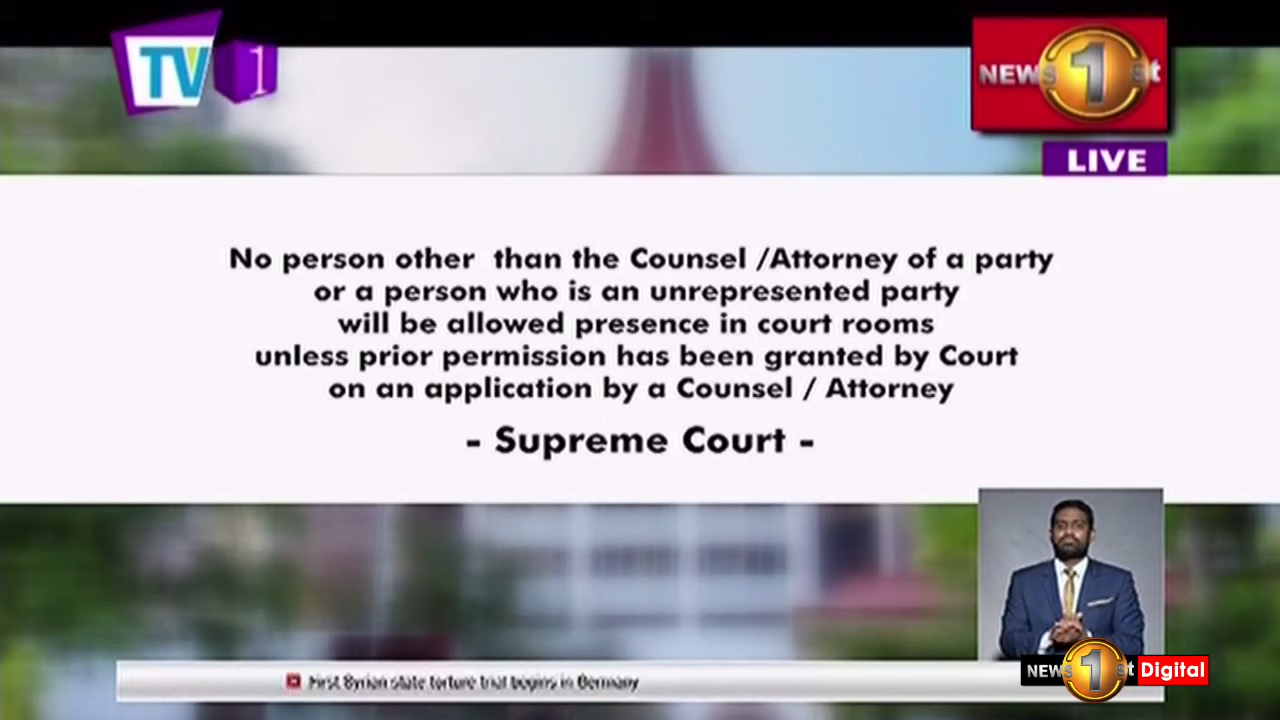 TV 1
NEWS 1st
LIVE
No person other than the Counsel /Attorney of a party
or a person who is an unrepresented party
will be allowed presence in court rooms
unless prior permission has been granted by Court
on an application by a Counsel / Attorney
- Supreme Court -
First Syrian state torture trial begins in Germany
NEWS 1st Digital